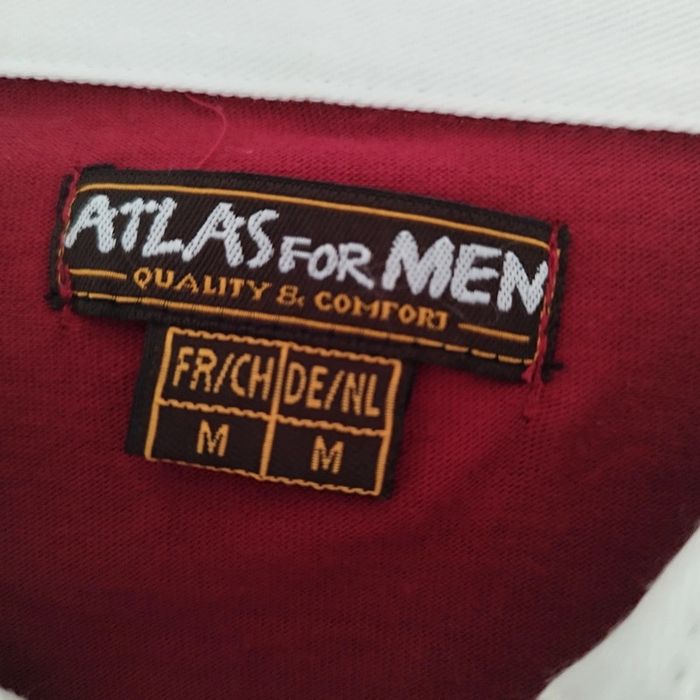 ATLAS FOR MEN
QUALITY & COMFORT
FR/CH DE/NL
M M